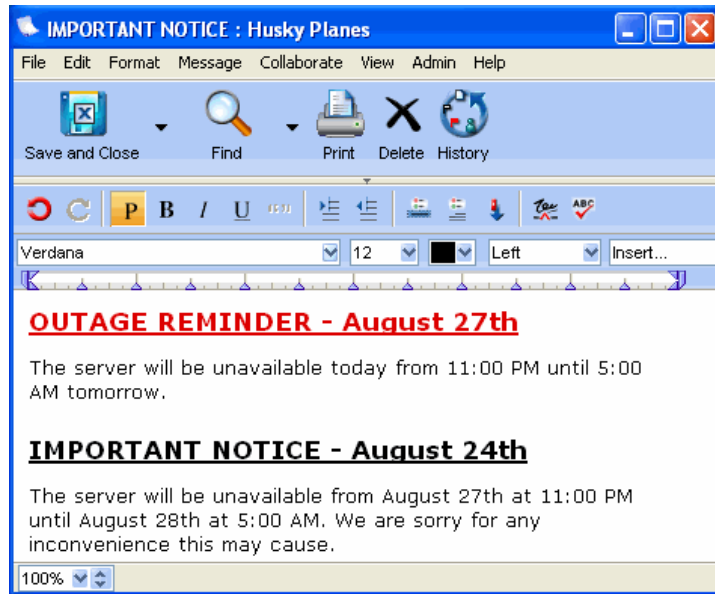 IMPORTANT NOTICE : Husky Planes
File Edit Format Message Collaborate View Admin Help
Save and Close Find Print Delete History
P B I U
Verdana 12 Left Insert...
OUTAGE REMINDER - August 27th
The server will be unavailable today from 11:00 PM until 5:00
AM tomorrow.
IMPORTANT NOTICE - August 24th
The server will be unavailable from August 27th at 11:00 PM
until August 28th at 5:00 AM. We are sorry for any
inconvenience this may cause.
100%